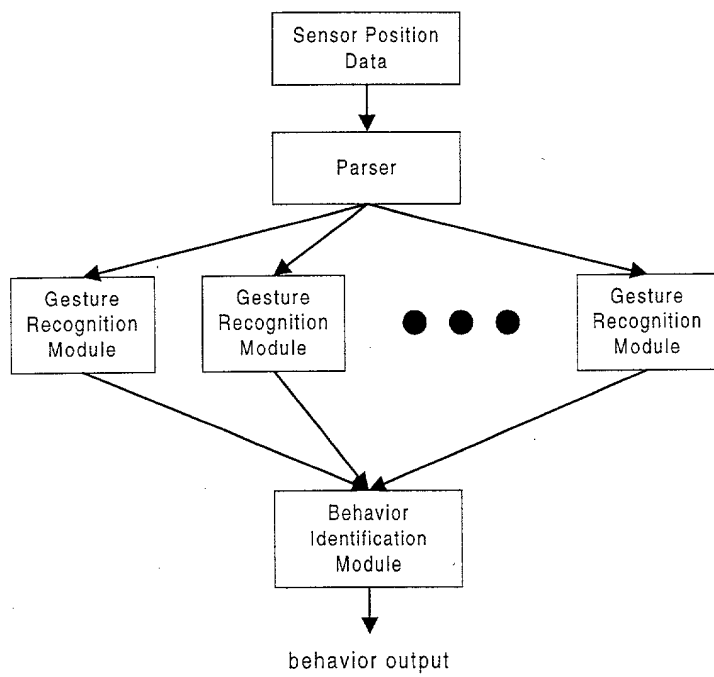 Sensor Position
Data
Parser
Gesture
Recognition
Module
Gesture
Recognition
Module
Gesture
Recognition
Module
Behavior
Identification
Module
behavior output